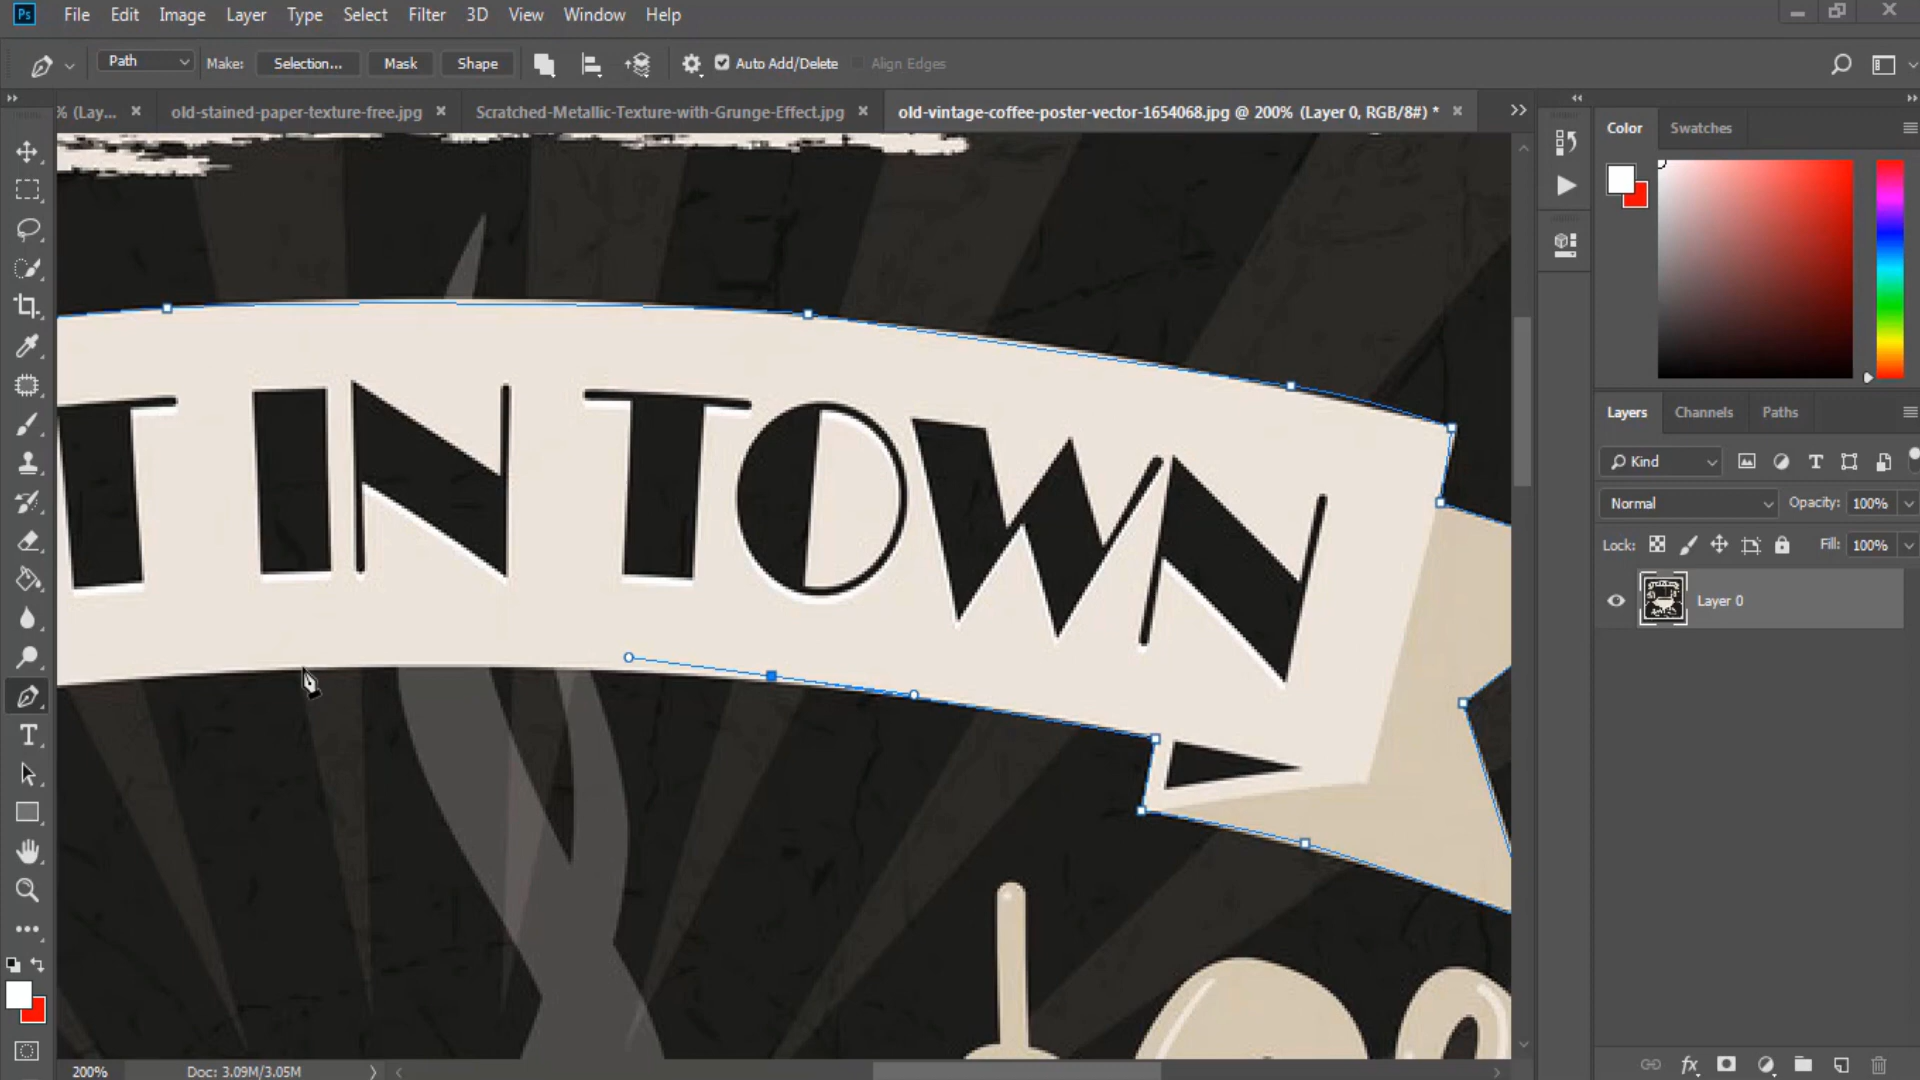 Ps File Edit Image Layer Type Select Filter 3D View Window Help
Path Make: Selection... Mask Shape Auto Add/Delete Align Edges
% (Lay... × old-stained-paper-texture-free.jpg × Scratched-Metallic-Texture-with-Grunge-Effect.jpg × old-vintage-coffee-poster-vector-1654068.jpg @ 200% (Layer 0, RGB/8#) * ×
Color Swatches
T IN TOWN
Layers Channels Paths
Kind
Normal Opacity: 100%
Lock: Fill: 100%
Layer 0
200% Doc: 3.09M/3.05M